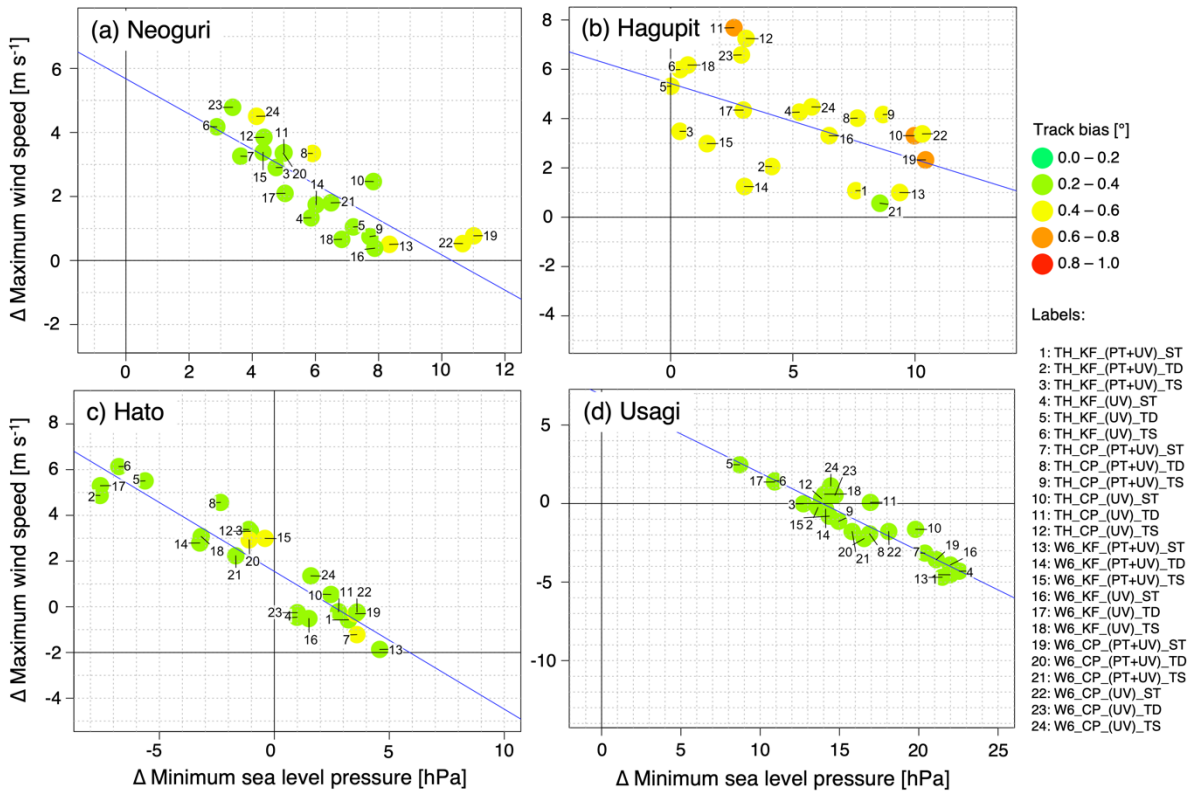 (a) Neoguri
Δ Maximum wind speed [m s-1]
6
4
2
0
-2
0 2 4 6 8 10 12
23 24 6 12 11 7 8 15 3 20 10 17 14 21 4 5 9 18 16 13 22 19
(b) Hagupit
8
6
4
2
0
-2
-4
0 5 10
11 12 23 6 18 5 17 4 24 8 9 3 16 10 22 15 2 19 14 1 13 21
Track bias [°]
0.0 – 0.2
0.2 – 0.4
0.4 – 0.6
0.6 – 0.8
0.8 – 1.0
c) Hato
Δ Maximum wind speed [m s-1]
8
6
4
2
0
-2
-4
-5 0 5 10
Δ Minimum sea level pressure [hPa]
6 5 17 2 8 12 3 15 14 18 20 21 24 10 11 22 23 4 19 1 16 7 13
(d) Usagi
5
0
-5
-10
0 5 10 15 20 25
Δ Minimum sea level pressure [hPa]
5 17 6 24 23 12 18 3 11 9 15 2 14 10 20 21 8 22 7 19 16 13 1 4
Labels:
1: TH_KF_(PT+UV)_ST
2: TH_KF_(PT+UV)_TD
3: TH_KF_(PT+UV)_TS
4: TH_KF_(UV)_ST
5: TH_KF_(UV)_TD
6: TH_KF_(UV)_TS
7: TH_CP_(PT+UV)_ST
8: TH_CP_(PT+UV)_TD
9: TH_CP_(PT+UV)_TS
10: TH_CP_(UV)_ST
11: TH_CP_(UV)_TD
12: TH_CP_(UV)_TS
13: W6_KF_(PT+UV)_ST
14: W6_KF_(PT+UV)_TD
15: W6_KF_(PT+UV)_TS
16: W6_KF_(UV)_ST
17: W6_KF_(UV)_TD
18: W6_KF_(UV)_TS
19: W6_CP_(PT+UV)_ST
20: W6_CP_(PT+UV)_TD
21: W6_CP_(PT+UV)_TS
22: W6_CP_(UV)_ST
23: W6_CP_(UV)_TD
24: W6_CP_(UV)_TS